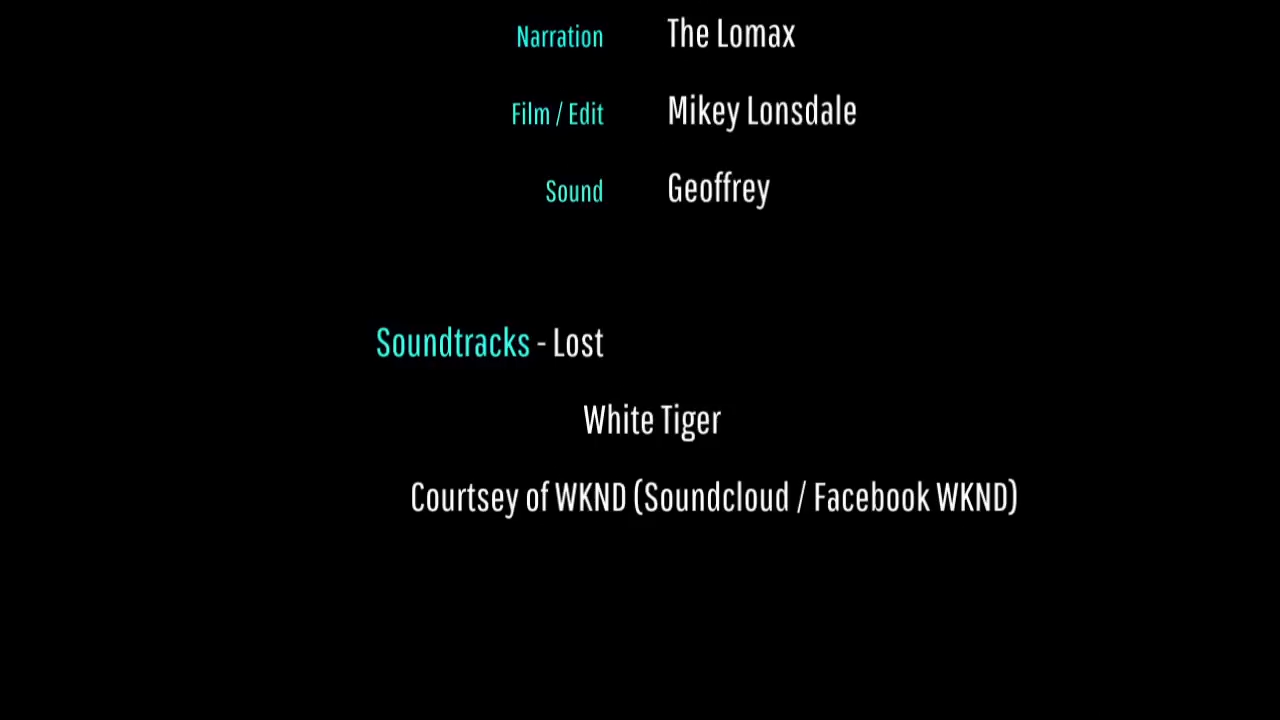 Narration The Lomax
Film / Edit Mikey Lonsdale
Sound Geoffrey
Soundtracks - Lost
White Tiger
Courtsey of WKND (Soundcloud / Facebook WKND)